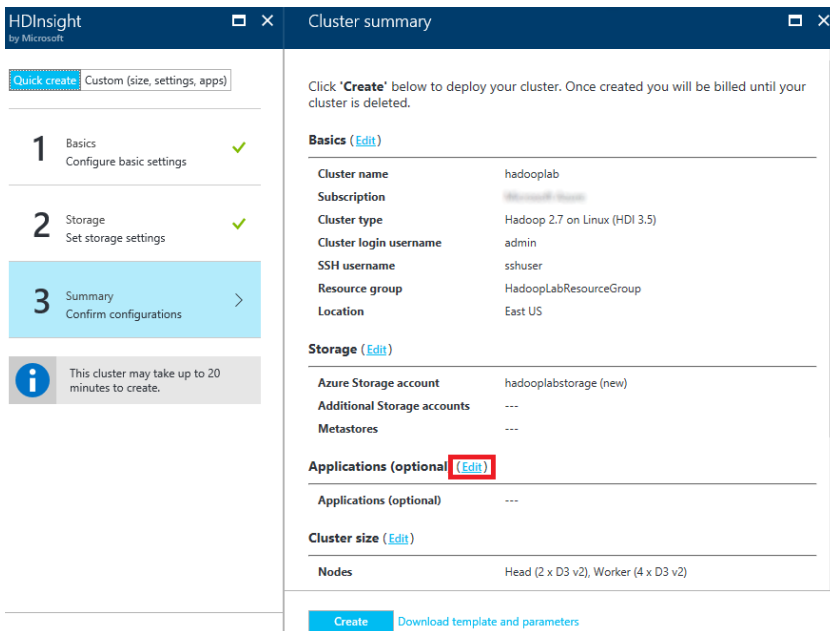 HDInsight
by Microsoft
Quick create Custom (size, settings, apps)
1
Basics
Configure basic settings
2
Storage
Set storage settings
3
Summary
Confirm configurations
This cluster may take up to 20
minutes to create.
Cluster summary
Click 'Create' below to deploy your cluster. Once created you will be billed until your
cluster is deleted.
Basics (Edit)
Cluster name hadooplab
Subscription
Cluster type Hadoop 2.7 on Linux (HDI 3.5)
Cluster login username admin
SSH username sshuser
Resource group HadoopLabResourceGroup
Location East US
Storage (Edit)
Azure Storage account hadooplabstorage (new)
Additional Storage accounts ---
Metastores ---
Applications (optional (Edit)
Applications (optional) ---
Cluster size (Edit)
Nodes Head (2 x D3 v2), Worker (4 x D3 v2)
Create Download template and parameters